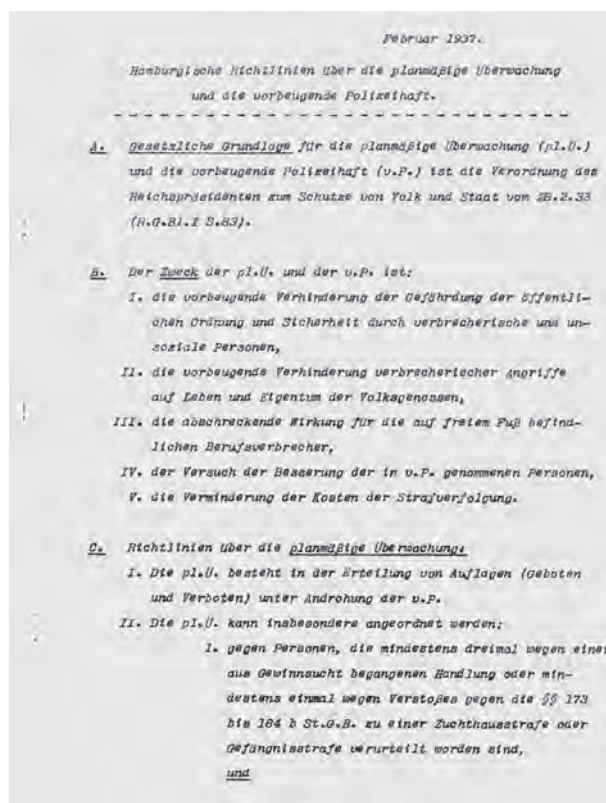 Februar 1937.
Hamburgische Richtlinien über die planmäßige Überwachung
und die vorbeugende Polizeihaft.
A. Gesetzliche Grundlage für die planmäßige Überwachung (pl.Ü.)
und die vorbeugende Polizeihaft (v.P.) ist die Verordnung des
Reichspräsidenten zum Schutze von Volk und Staat vom 28.2.33
(R.G.Bl.I S.83).
B. Der Zweck der pl.Ü. und der v.P. ist:
I. die vorbeugende Verhinderung der Gefährdung der öffentli-
chen Ordnung und Sicherheit durch verbrecherische und un-
soziale Personen,
II. die vorbeugende Verhinderung verbrecherischer Angriffe
auf Leben und Eigentum der Volksgenossen,
III. die abschreckende Wirkung für die auf freiem Fuß befind-
lichen Berufsverbrecher,
IV. der Versuch der Besserung der in v.P. genommenen Personen,
V. die Verminderung der Kosten der Strafverfolgung.
C. Richtlinien über die planmäßige Überwachung:
I. Die pl.Ü. besteht in der Erteilung von Auflagen (Geboten
und Verboten) unter Androhung der v.P.
II. Die pl.Ü. kann insbesondere angeordnet werden:
1. gegen Personen, die mindestens dreimal wegen einer
aus Gewinnsucht begangenen Handlung oder min-
destens einmal wegen Verstoßes gegen die §§ 173
bis 184 b St.G.B. zu einer Zuchthausstrafe oder
Gefängnisstrafe verurteilt worden sind,
und